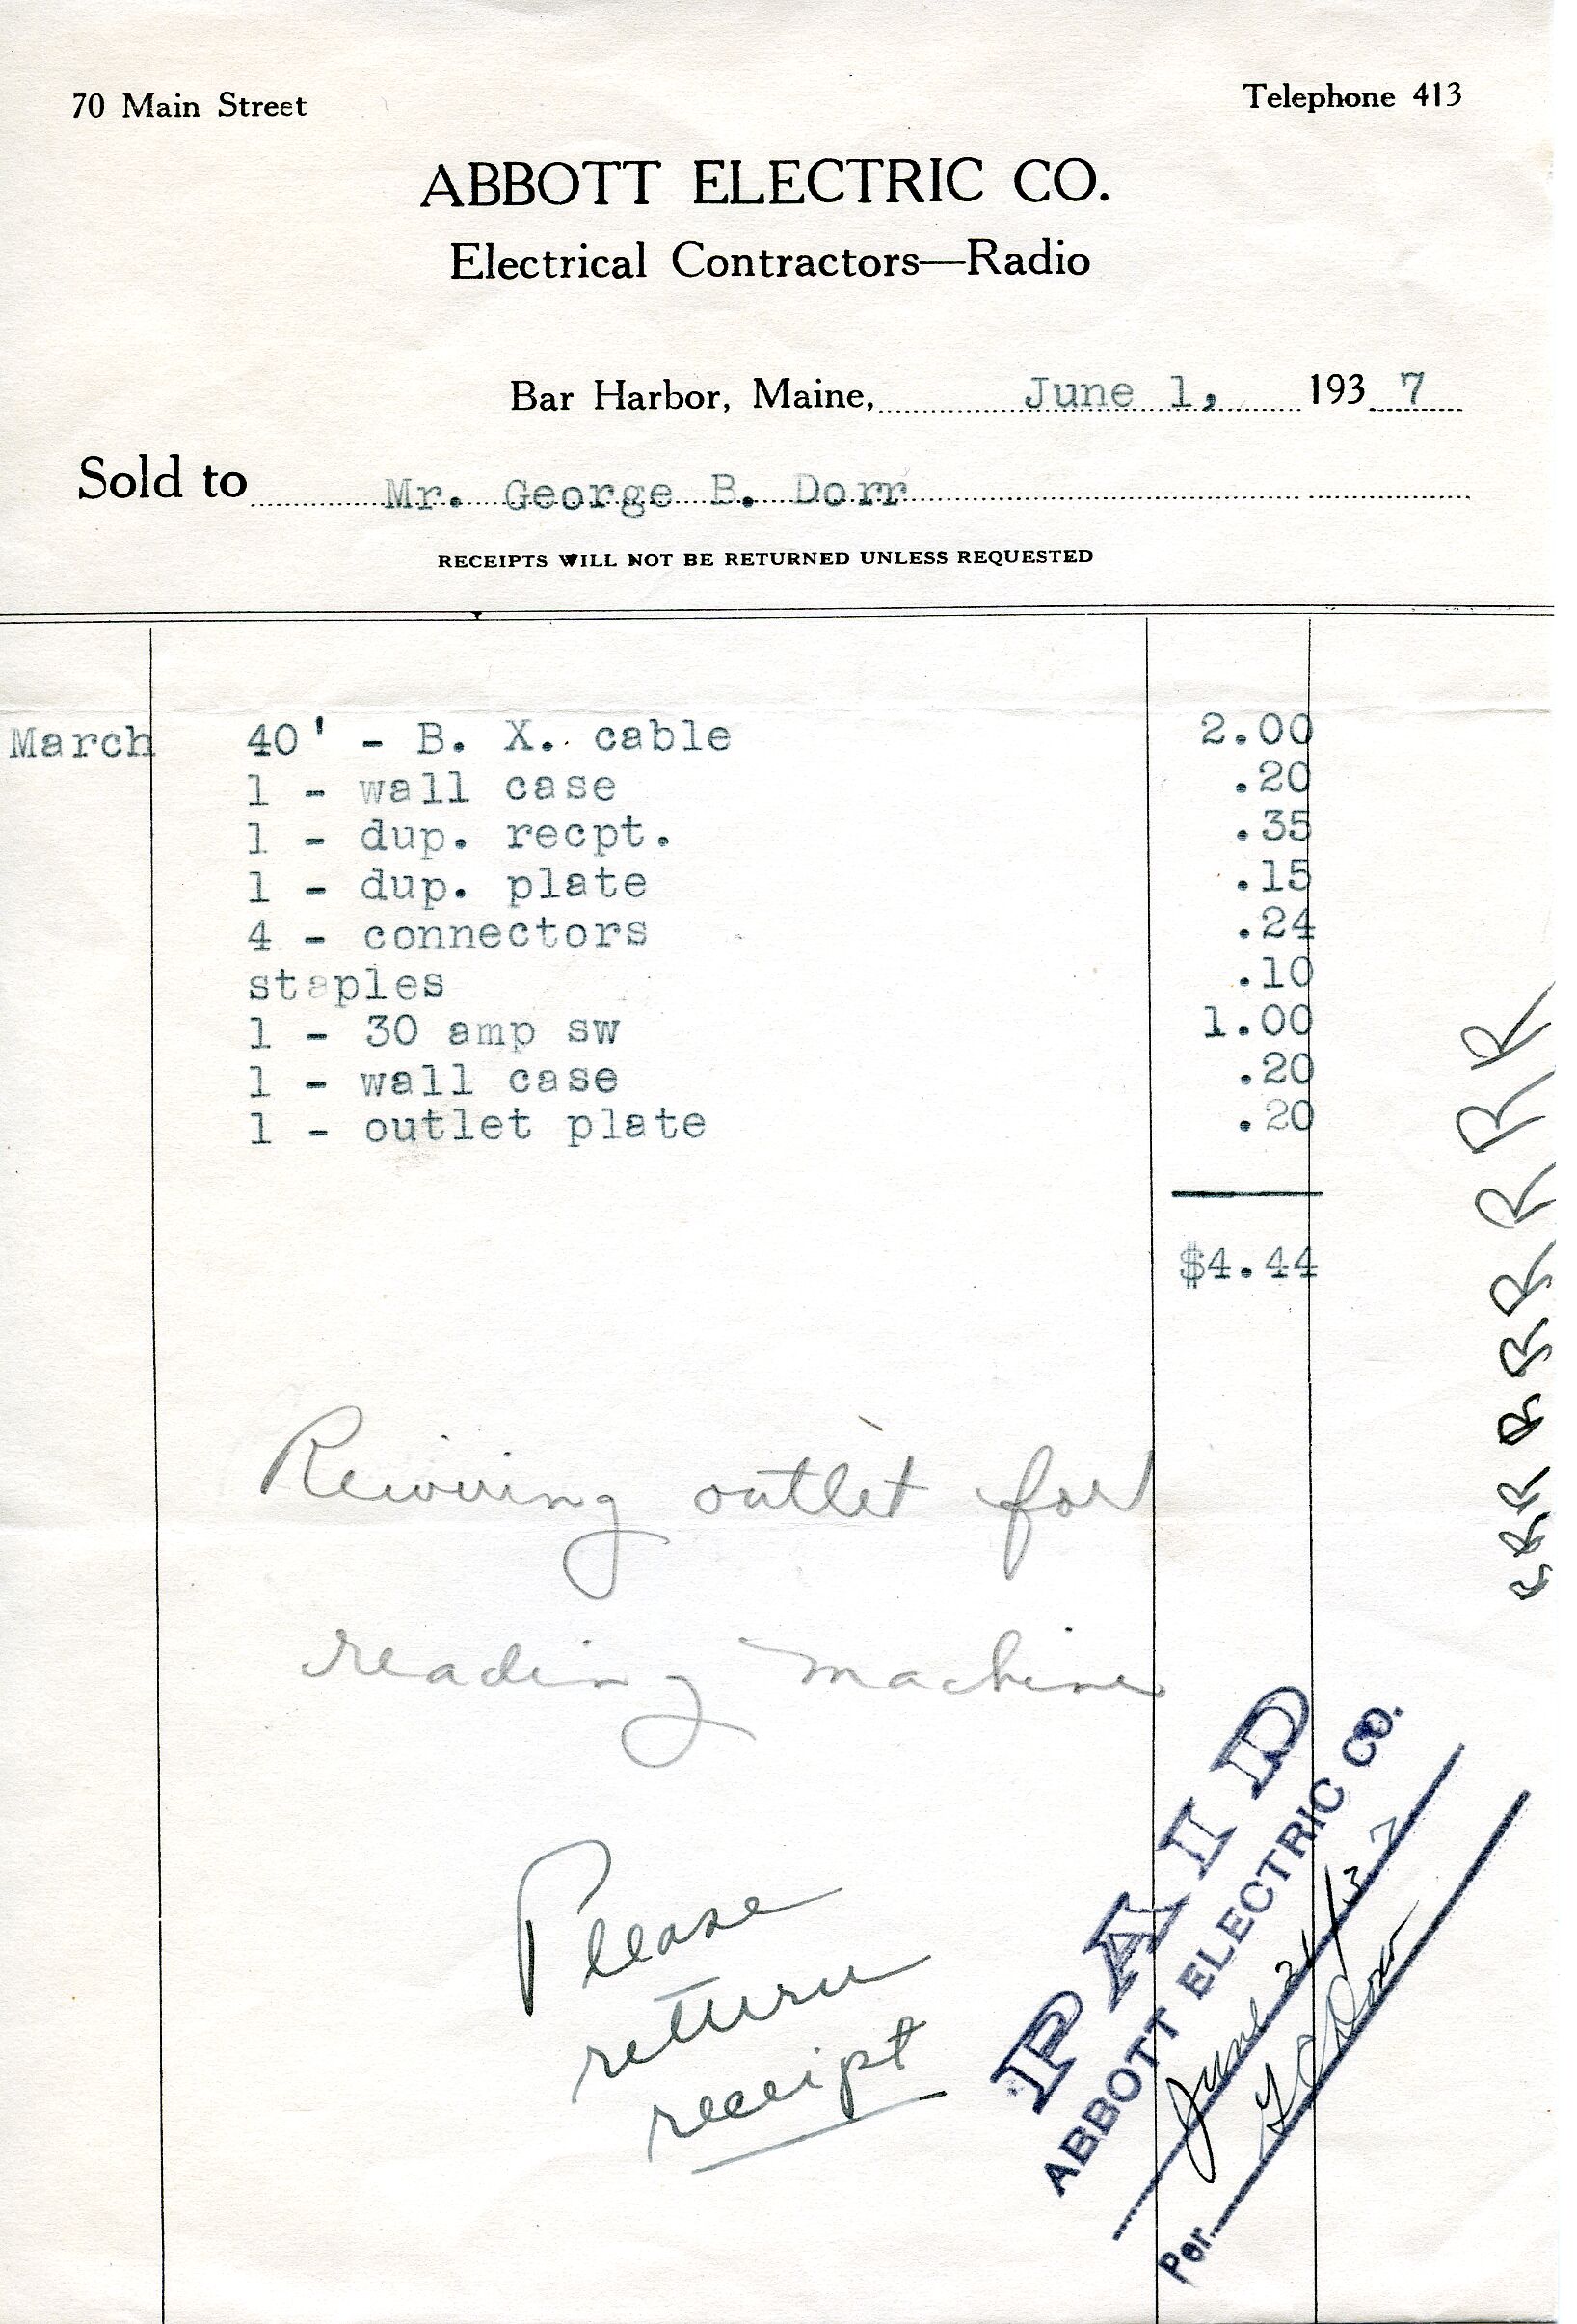 70 Main Street Telephone 413
ABBOTT ELECTRIC CO.
Electrical Contractors—Radio
Bar Harbor, Maine, June 1, 1937
Sold to Mr. George B. Dorr
RECEIPTS WILL NOT BE RETURNED UNLESS REQUESTED
March 40' - B. X. cable 2.00
1 - wall case .20
1 - dup. recpt. .35
1 - dup. plate .15
4 - connectors .24
staples .10
1 - 30 amp sw 1.00
1 - wall case .20
1 - outlet plate .20
$4.44
Rewiring outlet for
reading machine
Please
return
receipt
PAID
ABBOTT ELECTRIC CO.
June 21/37
Per.
R R R R R R R R R